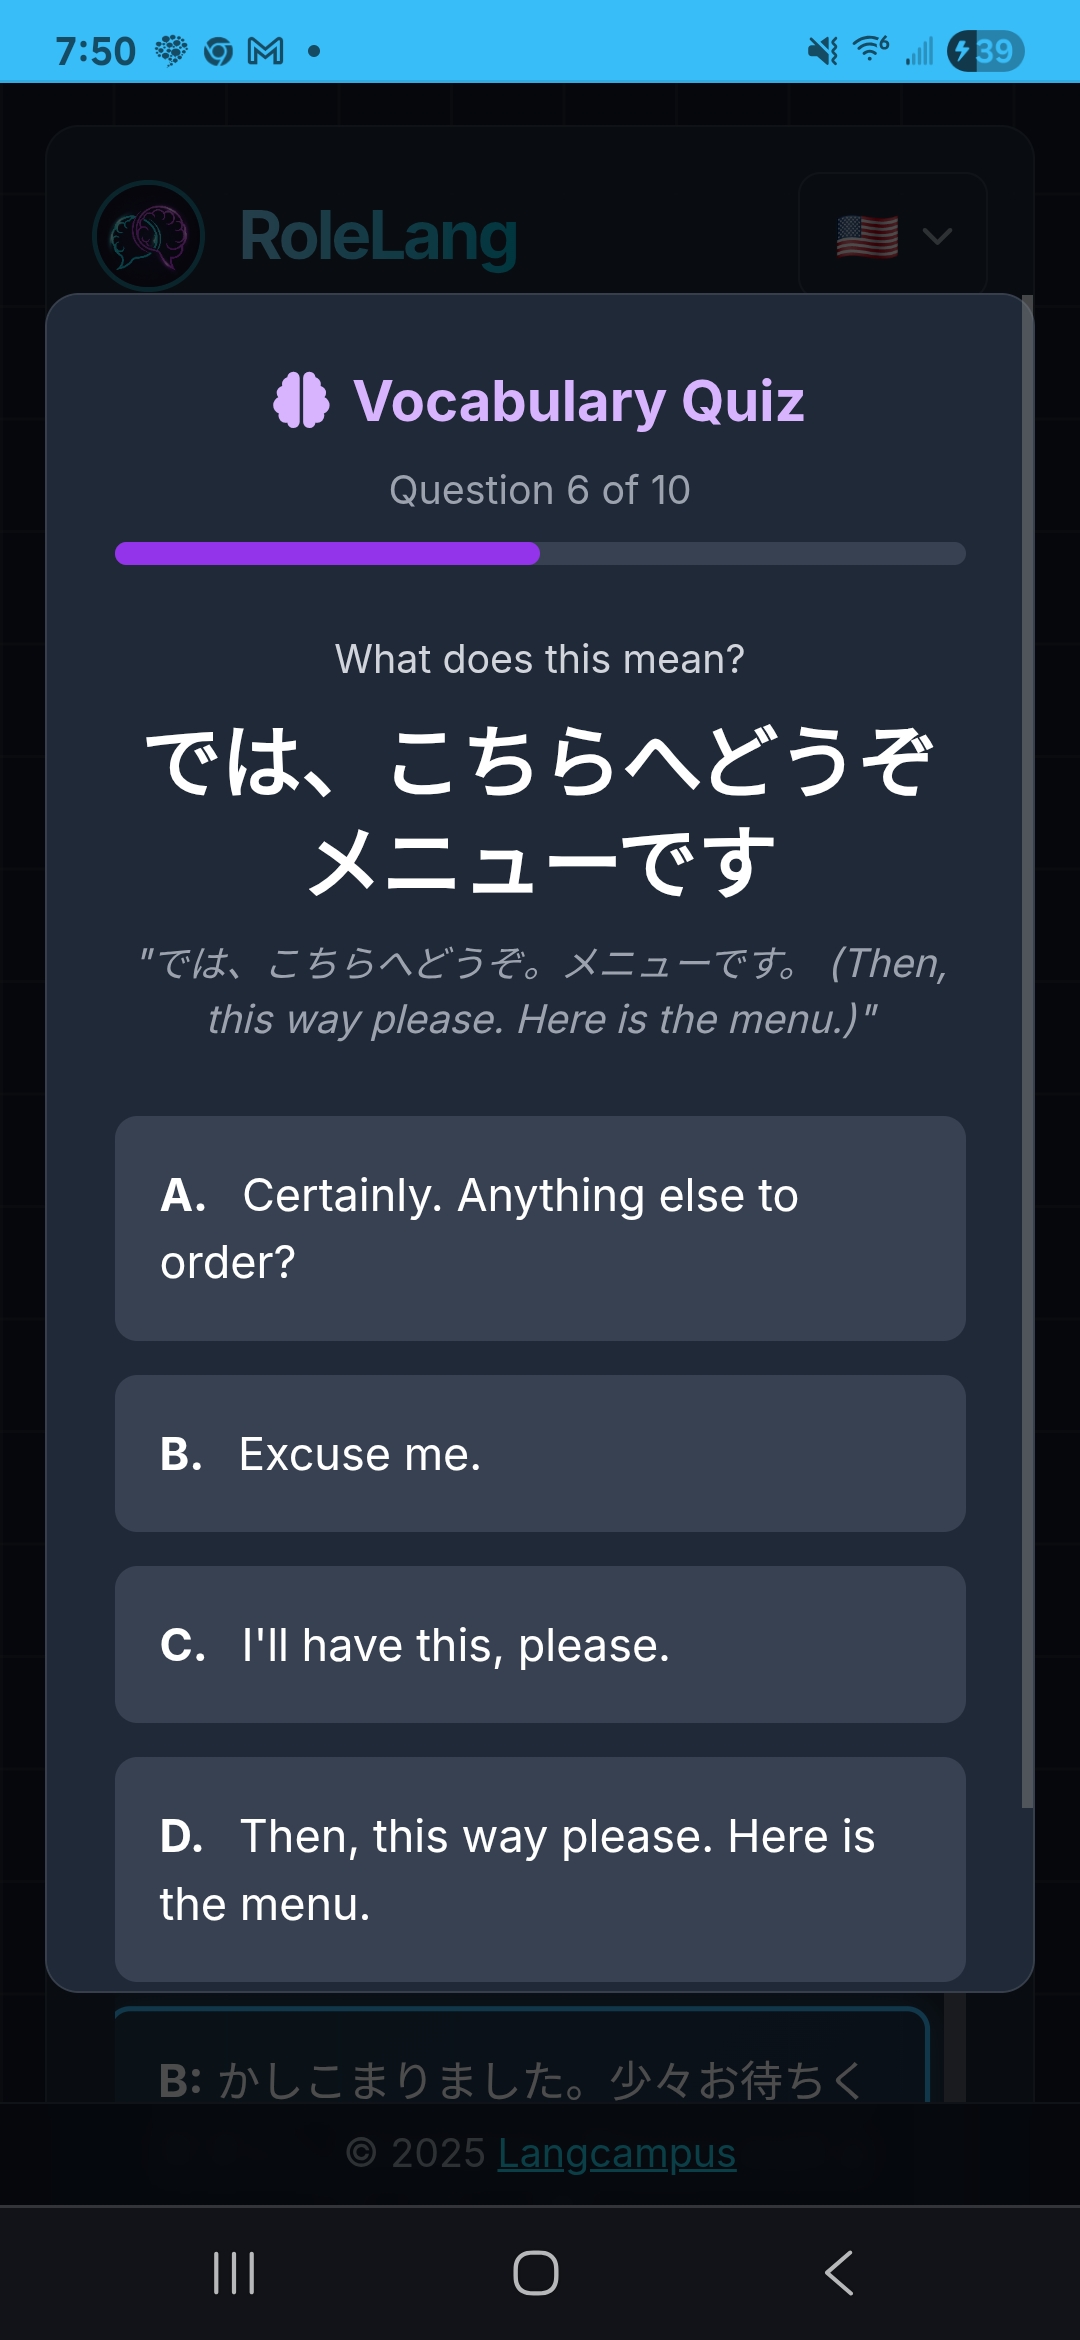 7:50
39
RoleLang
Vocabulary Quiz
Question 6 of 10
What does this mean?
では、こちらへどうぞ
メニューです
"では、こちらへどうぞ。メニューです。 (Then,
this way please. Here is the menu.)"
A. Certainly. Anything else to
order?
B. Excuse me.
C. I'll have this, please.
D. Then, this way please. Here is
the menu.
B: かしこまりました。少々お待ちく
© 2025 Langcampus